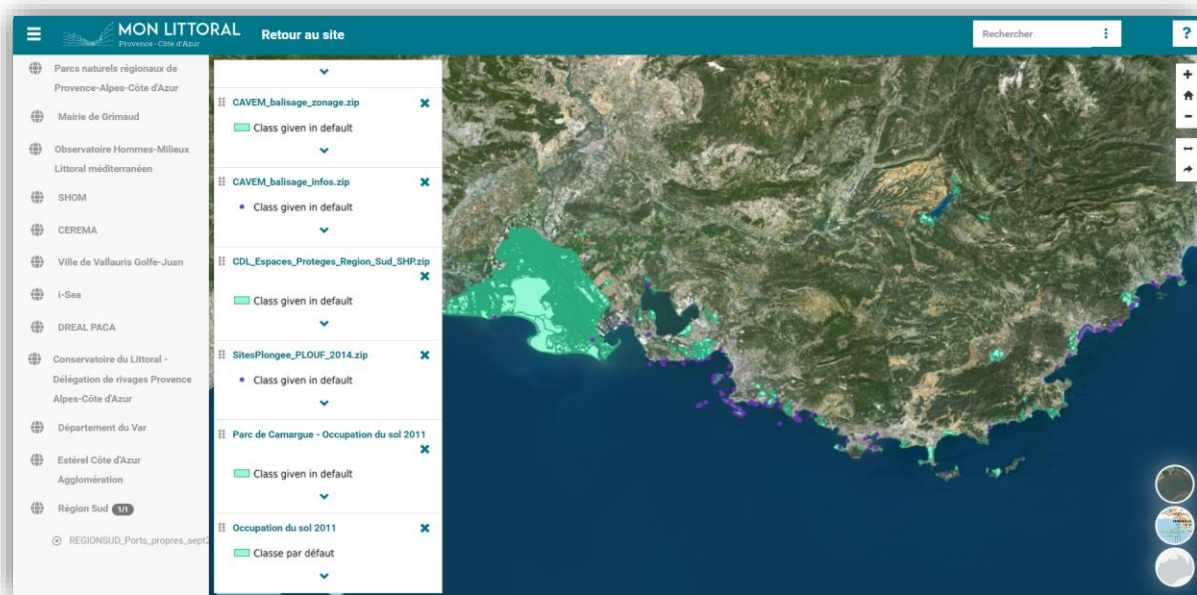 MON LITTORAL
Provence - Côte d'Azur
Retour au site
Rechercher
?
Parcs naturels régionaux de
Provence-Alpes-Côte d'Azur
Mairie de Grimaud
Observatoire Hommes-Milieux
Littoral méditerranéen
SHOM
CEREMA
Ville de Vallauris Golfe-Juan
i-Sea
DREAL PACA
Conservatoire du Littoral -
Délégation de rivages Provence
Alpes-Côte d'Azur
Département du Var
Estérel Côte d'Azur
Agglomération
Région Sud 1/1
REGIONSUD_Ports_propres_sept2
CAVEM_balisage_zonage.zip
Class given in default
CAVEM_balisage_infos.zip
Class given in default
CDL_Espaces_Proteges_Region_Sud_SHP.zip
Class given in default
SitesPlongee_PLOUF_2014.zip
Class given in default
Parc de Camargue - Occupation du sol 2011
Class given in default
Occupation du sol 2011
Classe par défaut